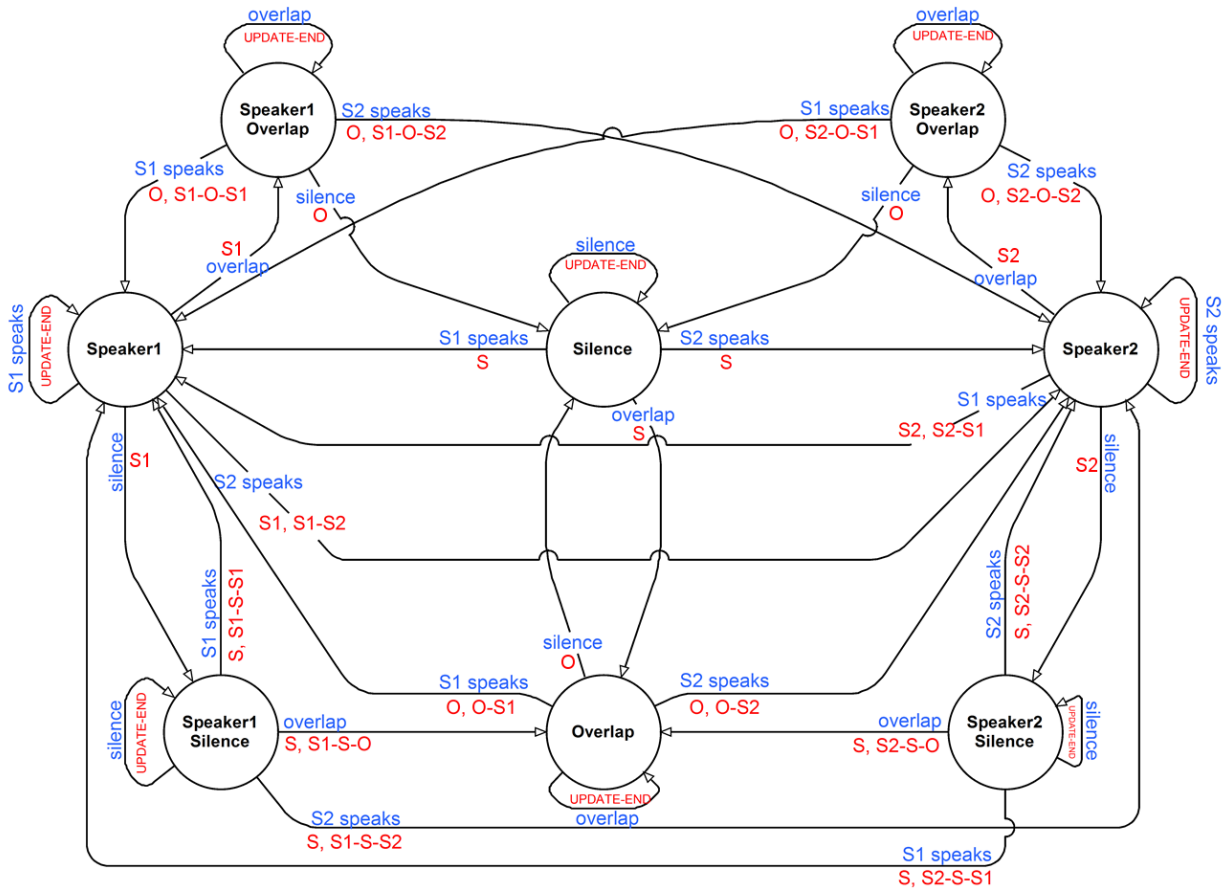 overlap
UPDATE-END
overlap
UPDATE-END
Speaker1
Overlap
S2 speaks
O, S1-O-S2
S1 speaks
O, S2-O-S1
Speaker2
Overlap
S1 speaks
O, S1-O-S1
silence
O
silence
O
S2 speaks
O, S2-O-S2
S1
overlap
silence
UPDATE-END
S2
overlap
S1 speaks
UPDATE-END
Speaker1
S1 speaks
S
Silence
S2 speaks
S
Speaker2
UPDATE-END
S2 speaks
overlap
S
S1 speaks
S2, S2-S1
silence
S1
S2 speaks
S1, S1-S2
S2
silence
S1 speaks
S, S1-S-S1
S2 speaks
S, S2-S-S2
silence
O
silence
UPDATE-END
Speaker1
Silence
overlap
S, S1-S-O
S1 speaks
O, O-S1
Overlap
S2 speaks
O, O-S2
overlap
S, S2-S-O
Speaker2
Silence
UPDATE-END
silence
UPDATE-END
overlap
S2 speaks
S, S1-S-S2
S1 speaks
S, S2-S-S1